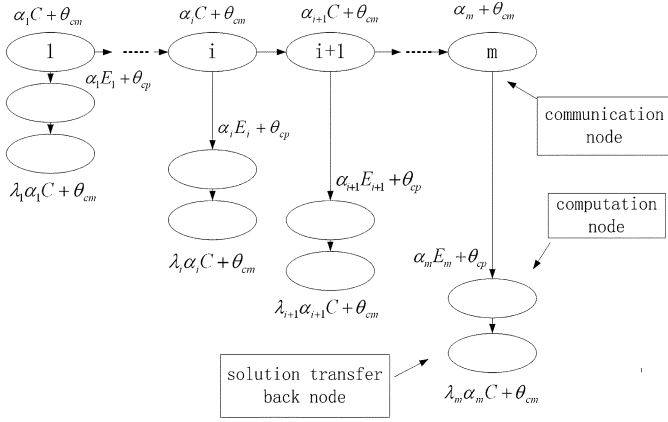 α₁C + θcm
αᵢC + θcm
αᵢ₊₁C + θcm
αₘ + θcm
1
i
i+1
m
α₁E₁ + θcp
communication node
αᵢEᵢ + θcp
λ₁α₁C + θcm
αᵢ₊₁Eᵢ₊₁ + θcp
computation node
λᵢαᵢC + θcm
αₘEₘ + θcp
λᵢ₊₁αᵢ₊₁C + θcm
solution transfer back node
λₘαₘC + θcm